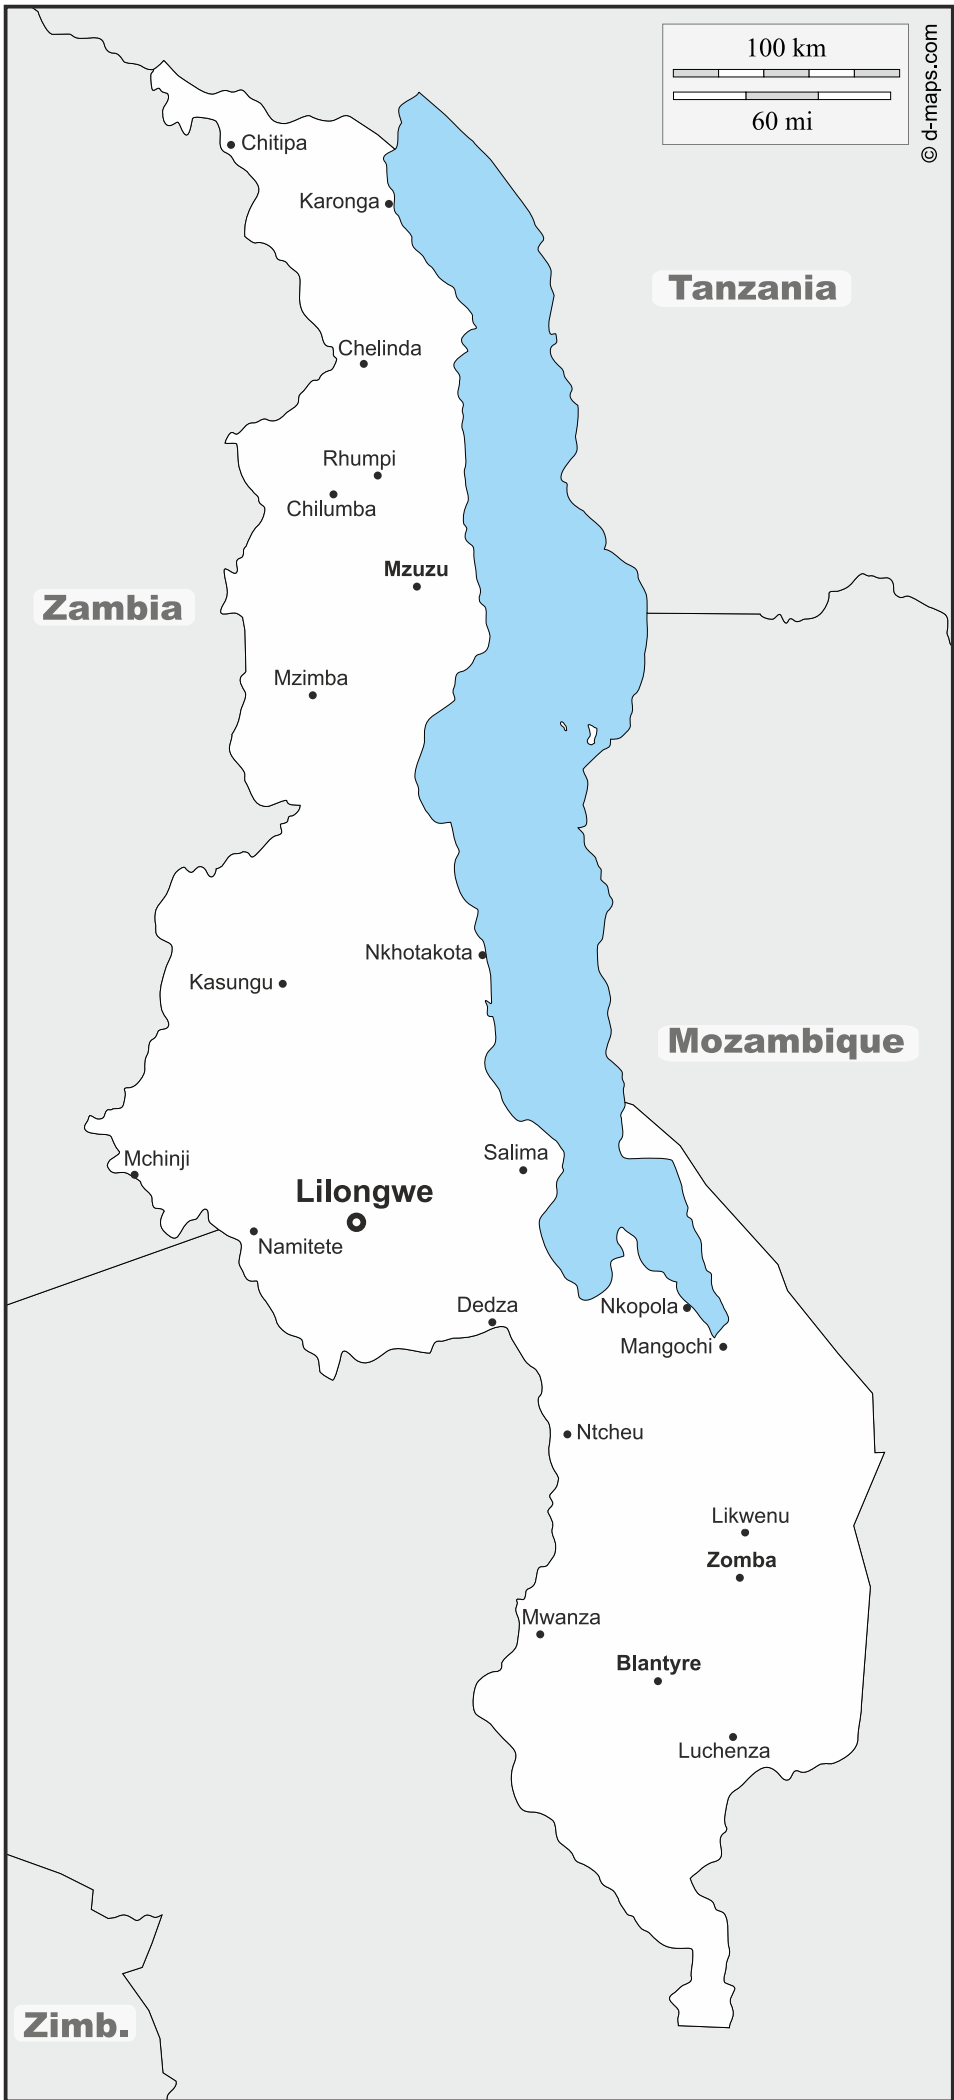 100 km
60 mi
© d-maps.com
Chitipa
Karonga
Tanzania
Chelinda
Rhumpi
Chilumba
Mzuzu
Zambia
Mzimba
Nkhotakota
Kasungu
Mozambique
Salima
Mchinji
Lilongwe
Namitete
Dedza
Nkopola
Mangochi
Ntcheu
Likwenu
Zomba
Mwanza
Blantyre
Luchenza
Zimb.